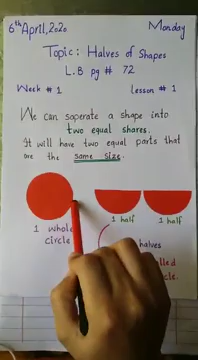 6th April, 2020 Monday
Topic: Halves of Shapes
L.B pg # 72
Week # 1 Lesson # 1
We can seperate a shape into
two equal shares.
It will have two equal parts that
are the same size.
1 half 1 half
1 whole
circle
halves
lled
cle.